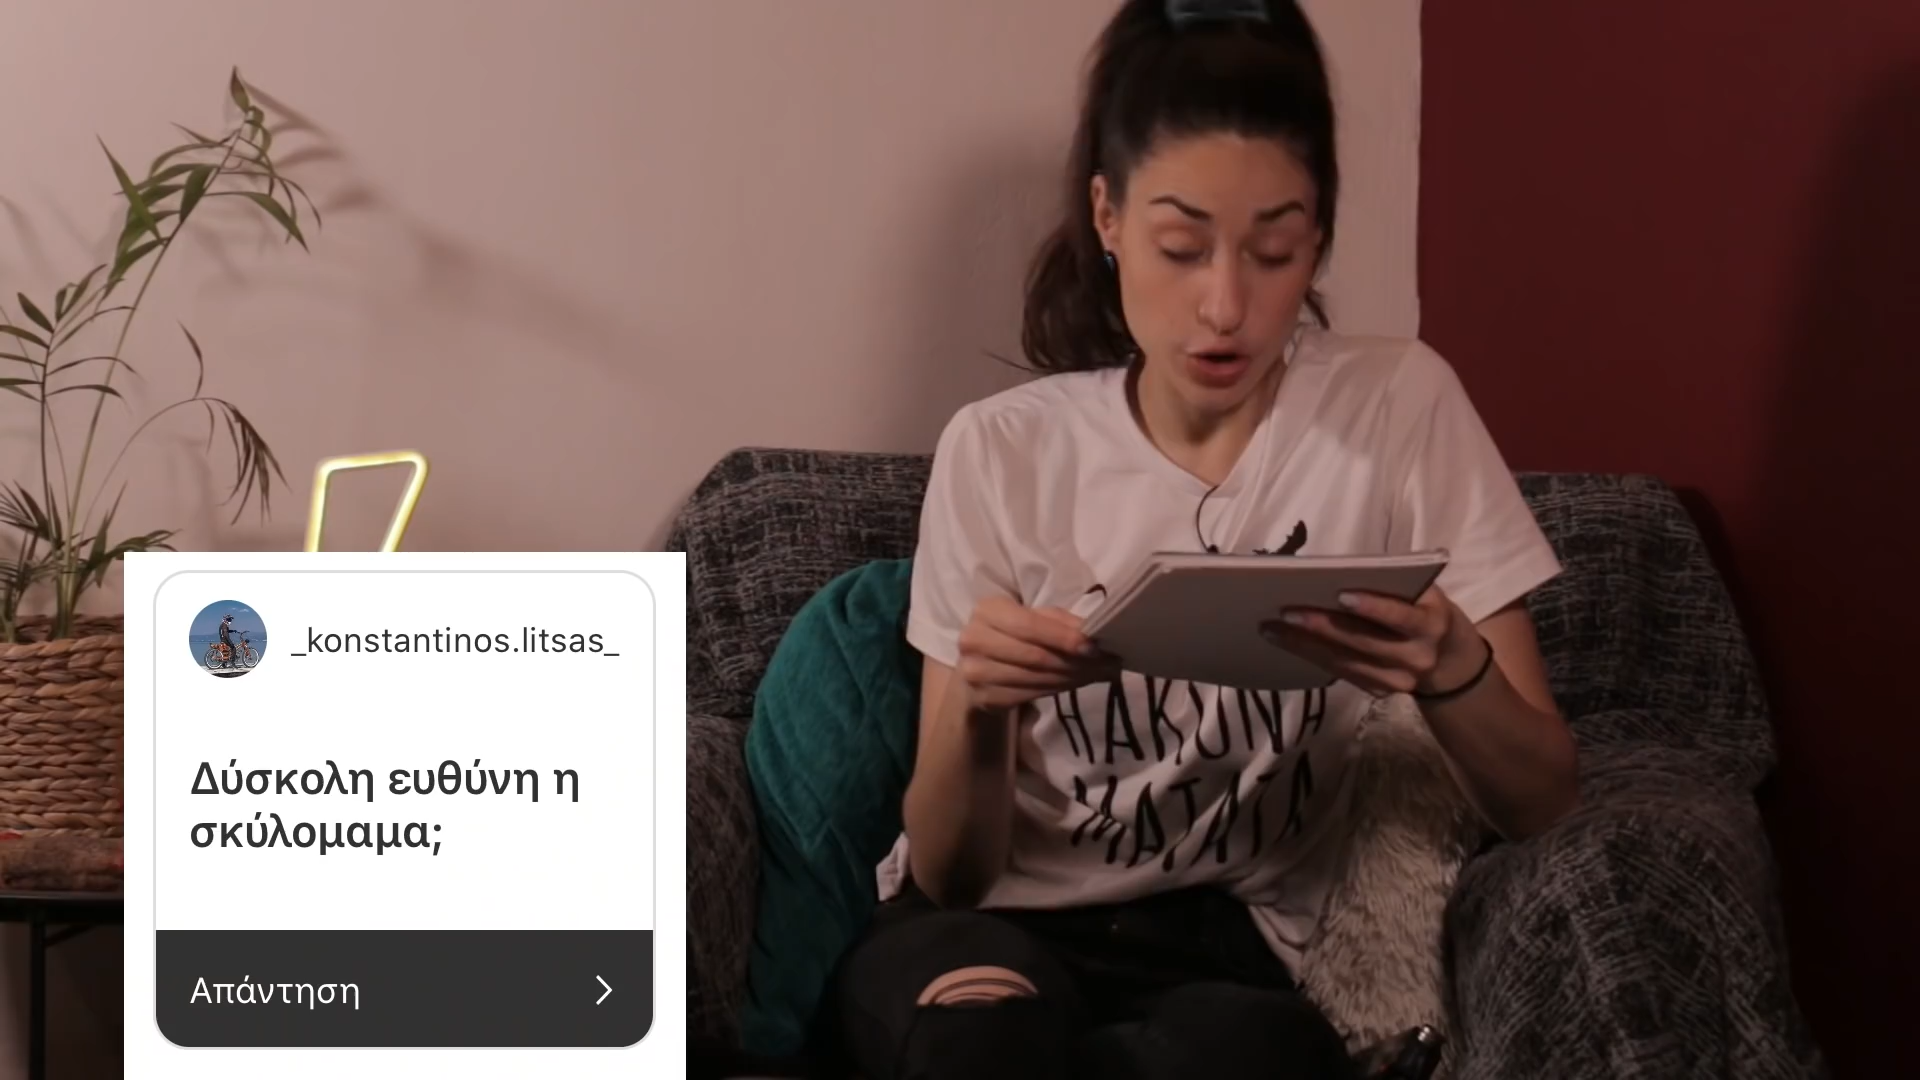 _konstantinos.litsas_
Δύσκολη ευθύνη η
σκύλομαμα;
Απάντηση
HAKUNA
MATATA